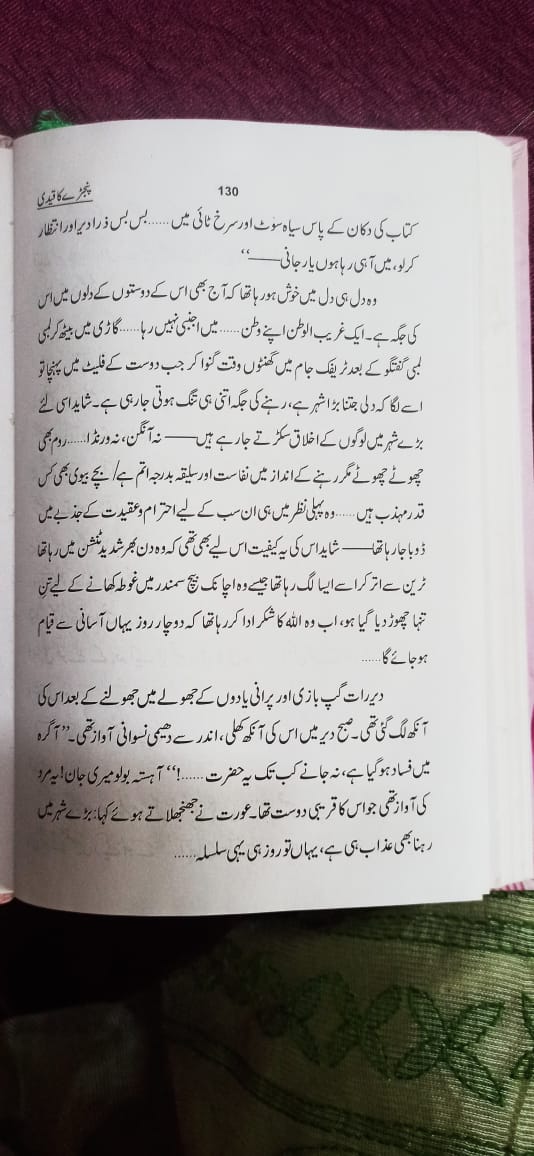 پنجڑے کا قیدی
130
کتاب کی دکان کے پاس سیاہ سوٹ اور سرخ ٹائی میں ...... بس بس ذرا دیر اور انتظار
کرلو، میں آہی رہا ہوں یار جانی ——“
وہ دل ہی دل میں خوش ہو رہا تھا کہ آج بھی اس کے دوستوں کے دلوں میں اس
کی جگہ ہے۔ ایک غریب الوطن اپنے وطن ...... میں اجنبی نہیں رہا ...... گاڑی میں بیٹھ کر لمبی
لمبی گفتگو کے بعد ٹریفک جام میں گھنٹوں وقت گنوا کر جب دوست کے فلیٹ میں پہنچا تو
اسے لگا کہ دلی جتنا بڑا شہر ہے، رہنے کی جگہ اتنی ہی تنگ ہوتی جارہی ہے۔ شاید اسی لئے
بڑے شہر میں لوگوں کے اخلاق سکڑتے جارہے ہیں —— نہ آنگن، نہ ورنڈا ...... روم بھی
چھوٹے چھوٹے مگر رہنے کے انداز میں نفاست اور سلیقہ بدرجہ اتم ہے/ بچے بیوی بھی کس
قدر مہذب ہیں ...... وہ پہلی نظر میں ہی ان سب کے لیے احترام و عقیدت کے جذبے میں
ڈوبا جارہا تھا —— شاید اس کی یہ کیفیت اس لیے بھی تھی کہ وہ دن بھر شدید ٹنشن میں رہا تھا
ٹرین سے اتر کر اسے ایسا لگ رہا تھا جیسے وہ اچانک بیچ سمندر میں غوطہ کھانے کے لیے تنِ
تنہا چھوڑ دیا گیا ہو، اب وہ اللہ کا شکر ادا کر رہا تھا کہ دو چار روز یہاں آسانی سے قیام
ہوجائے گا ......
دیر رات گپ بازی اور پرانی یادوں کے جھولے میں جھولنے کے بعد اس کی
آنکھ لگ گئی تھی۔ صبح دیر میں اس کی آنکھ کھلی، اندر سے دھیمی نسوانی آواز تھی۔ ”آگرہ
میں فساد ہو گیا ہے، نہ جانے کب تک یہ حضرت ......!“ آہستہ بولو میری جان! یہ مرد
کی آواز تھی جو اس کا قریبی دوست تھا۔ عورت نے جھنجھلاتے ہوئے کہا: بڑے شہر میں
رہنا بھی عذاب ہی ہے، یہاں تو روز ہی یہی سلسلہ ......